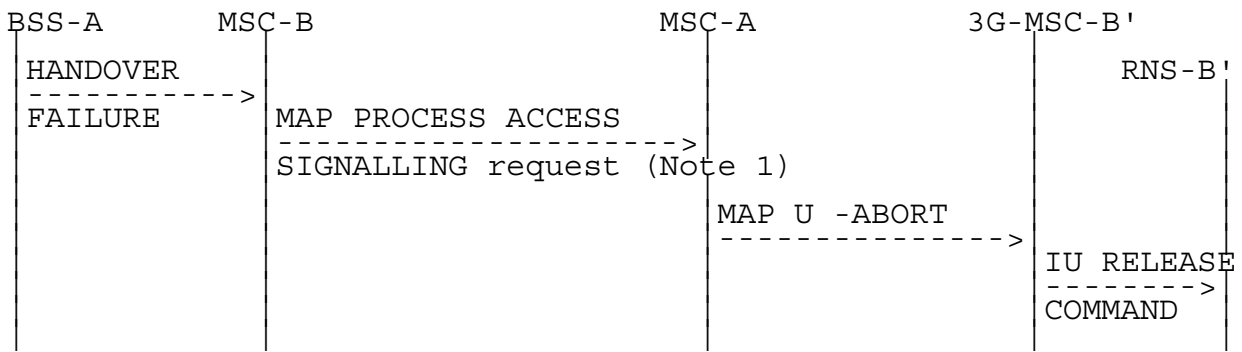 BSS-A MSC-B MSC-A 3G-MSC-B'
HANDOVER RNS-B'
FAILURE MAP PROCESS ACCESS
SIGNALLING request (Note 1)
MAP U -ABORT
IU RELEASE
COMMAND